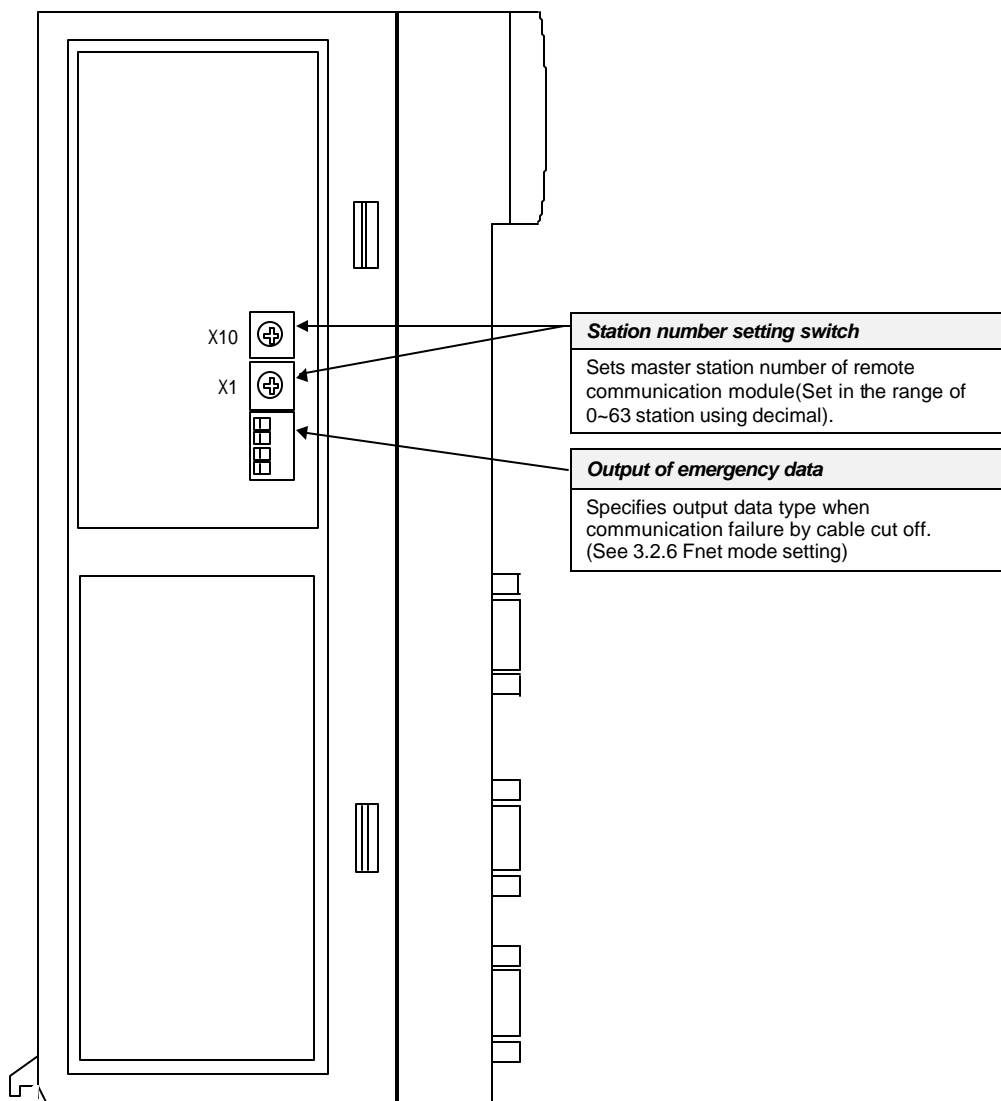 X10
X1
Station number setting switch
Sets master station number of remote
communication module(Set in the range of
0~63 station using decimal).
Output of emergency data
Specifies output data type when
communication failure by cable cut off.
(See 3.2.6 Fnet mode setting)